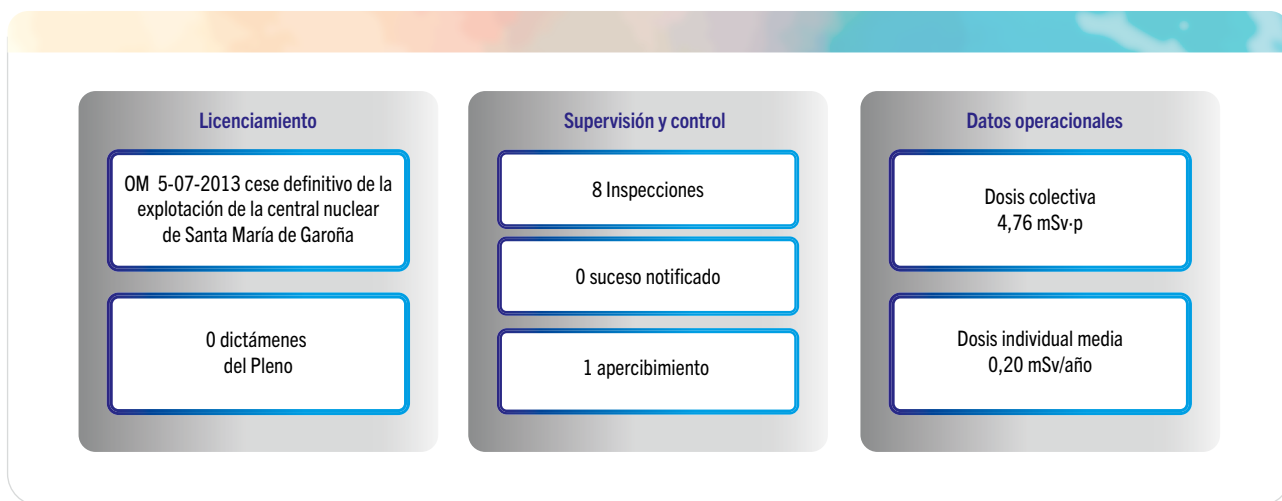 Licenciamiento
OM 5-07-2013 cese definitivo de la
explotación de la central nuclear
de Santa María de Garoña
0 dictámenes
del Pleno
Supervisión y control
8 Inspecciones
0 suceso notificado
1 apercibimiento
Datos operacionales
Dosis colectiva
4,76 mSv·p
Dosis individual media
0,20 mSv/año